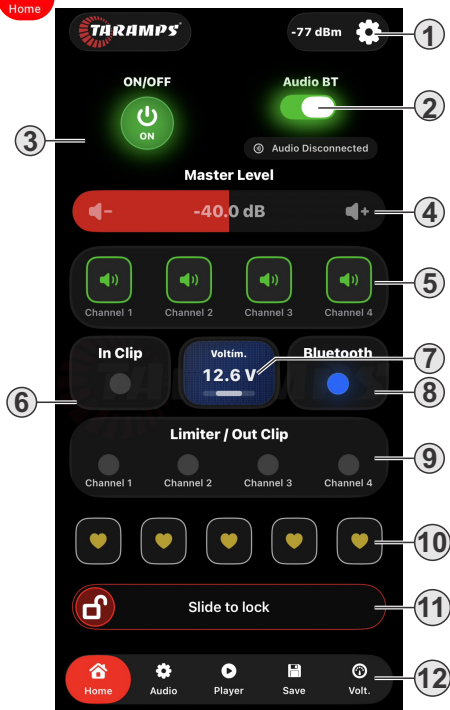 Home
TARAMPS
-77 dBm
1
ON/OFF
Audio BT
ON
2
3
Audio Disconnected
Master Level
-40.0 dB
4
5
Channel 1 Channel 2 Channel 3 Channel 4
In Clip
Voltím.
Bluetooth
12.6 V
7
6
8
TARAMPS
Limiter / Out Clip
9
Channel 1 Channel 2 Channel 3 Channel 4
10
Slide to lock
11
Home Audio Player Save Volt.
12